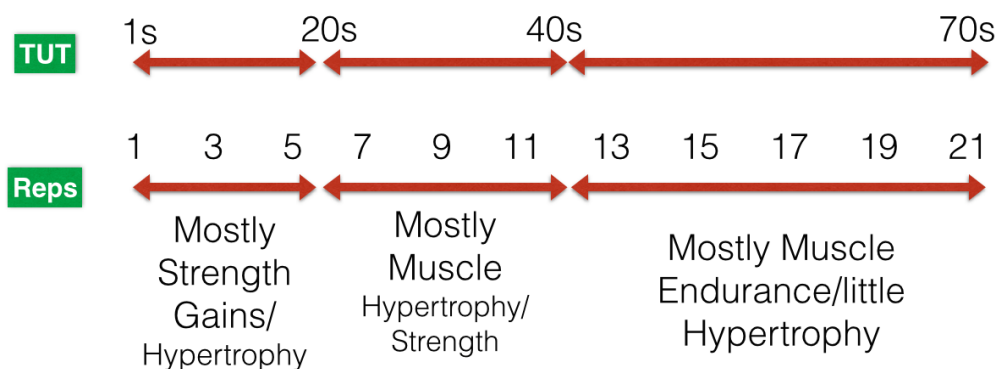 TUT 1s 20s 40s 70s
Reps 1 3 5 7 9 11 13 15 17 19 21
Mostly
Strength
Gains/
Hypertrophy
Mostly
Muscle
Hypertrophy/
Strength
Mostly Muscle
Endurance/little
Hypertrophy